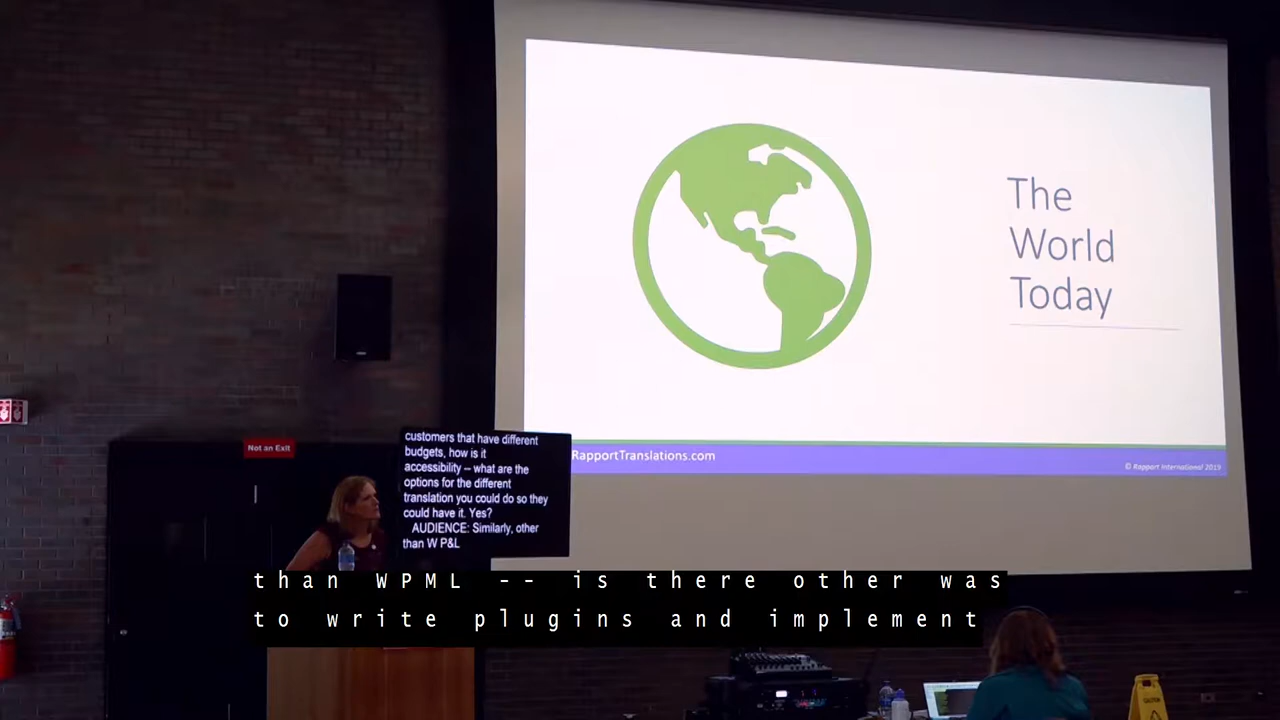 The
World
Today
RapportTranslations.com
© Rapport International 2019
Not an Exit
customers that have different
budgets, how is it
accessibility -- what are the
options for the different
translation you could do so they
could have it. Yes?
AUDIENCE: Similarly, other
than W P&L
than WPML -- is there other was
to write plugins and implement
CAUTION